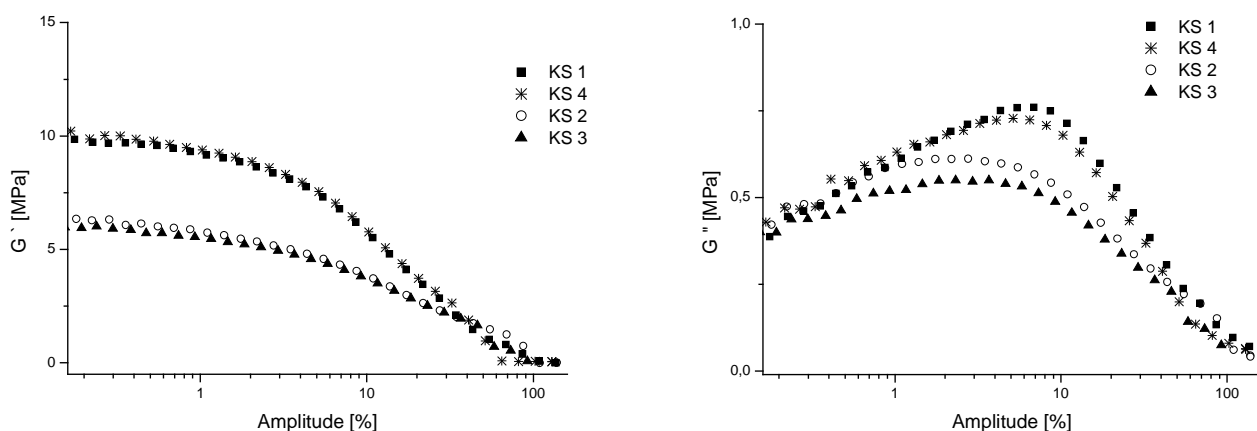 15
10
5
0
G ` [MPa]
1
10
100
Amplitude [%]
KS 1
KS 4
KS 2
KS 3
1,0
0,5
0,0
G " [MPa]
1
10
100
Amplitude [%]
KS 1
KS 4
KS 2
KS 3